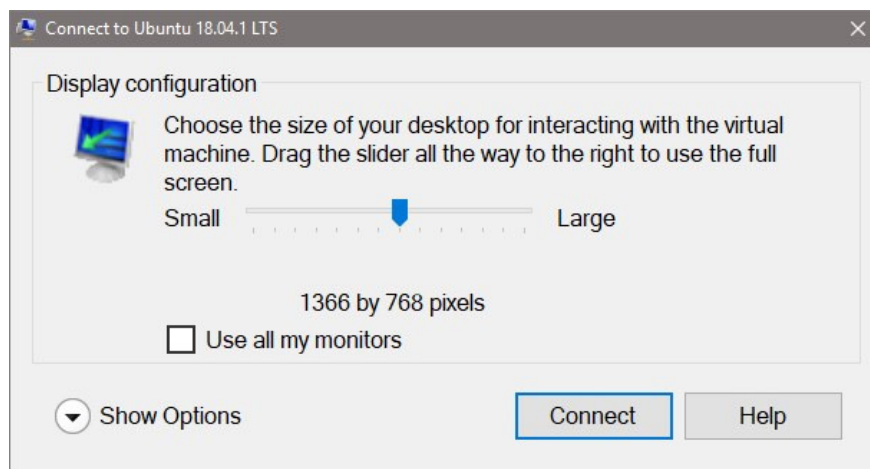 Connect to Ubuntu 18.04.1 LTS
Display configuration
Choose the size of your desktop for interacting with the virtual
machine. Drag the slider all the way to the right to use the full
screen.
Small Large
1366 by 768 pixels
Use all my monitors
Show Options Connect Help